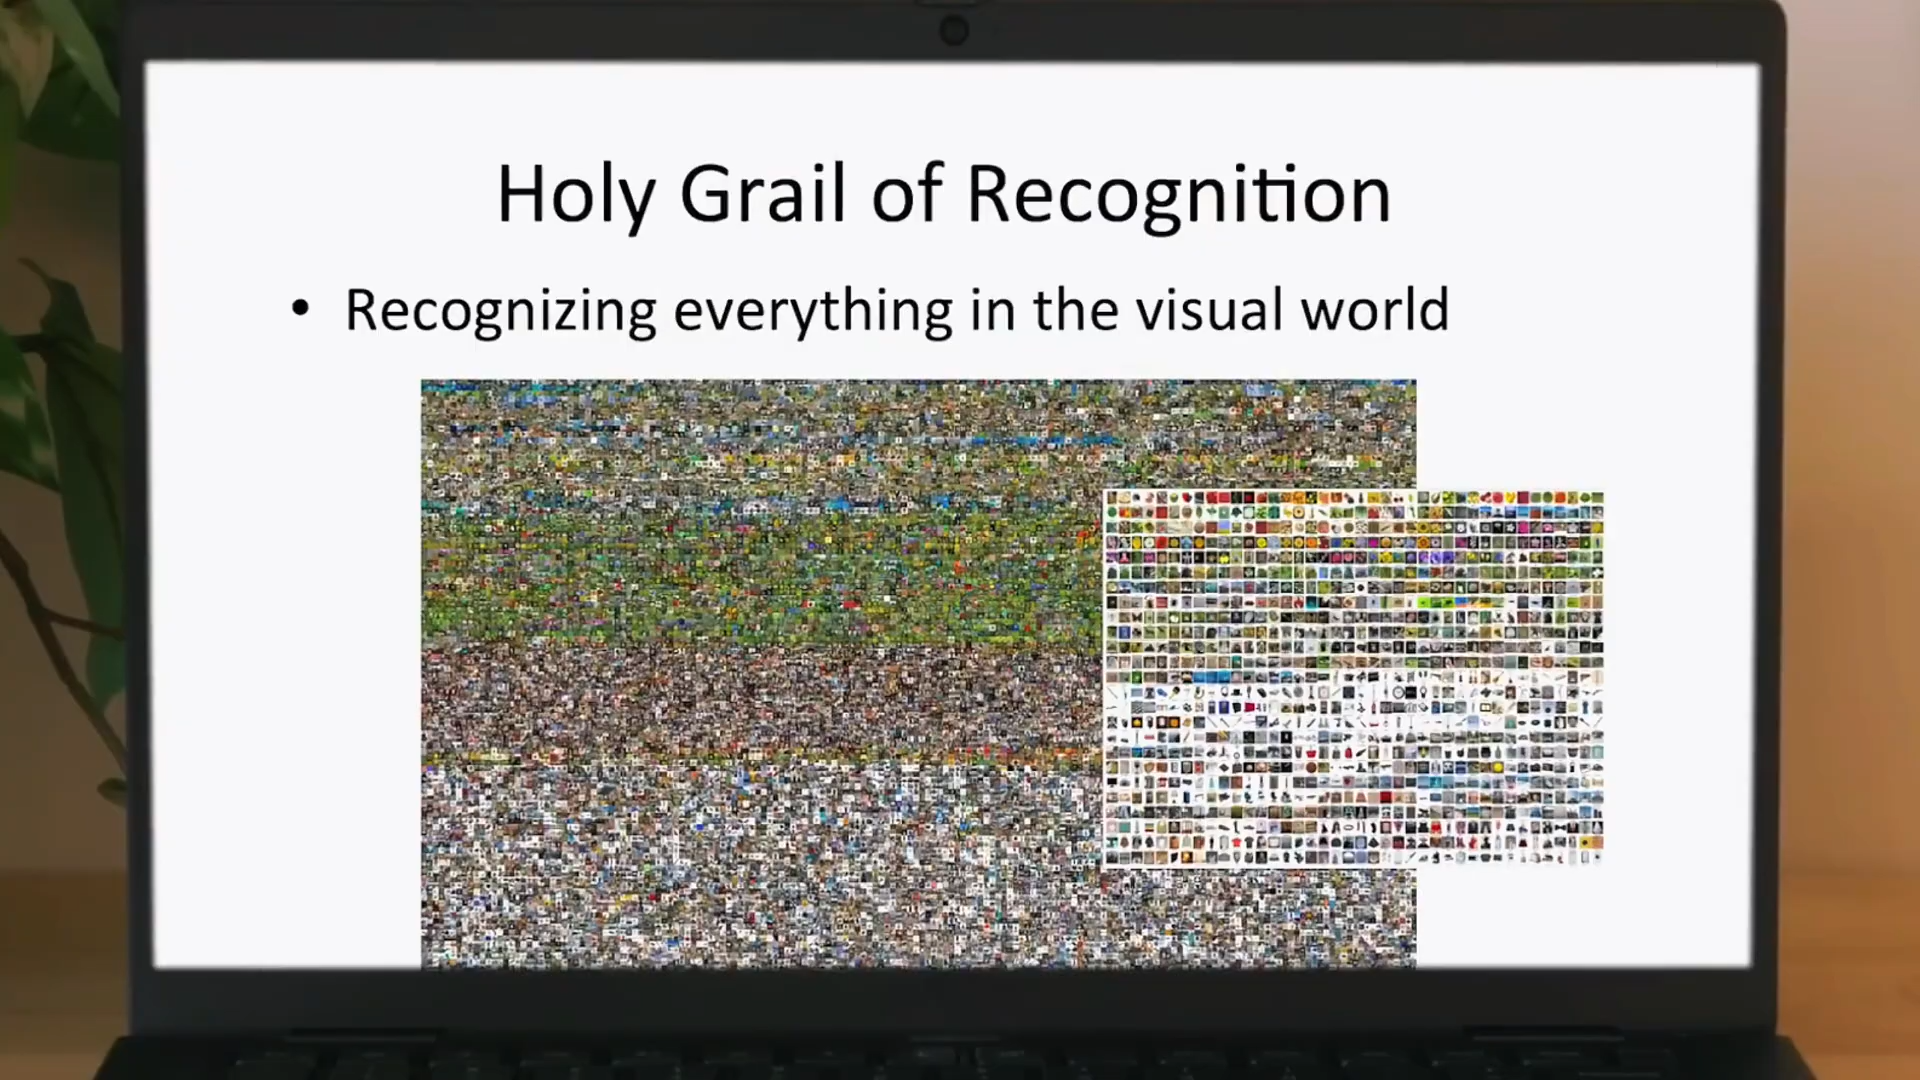 Holy Grail of Recognition
• Recognizing everything in the visual world